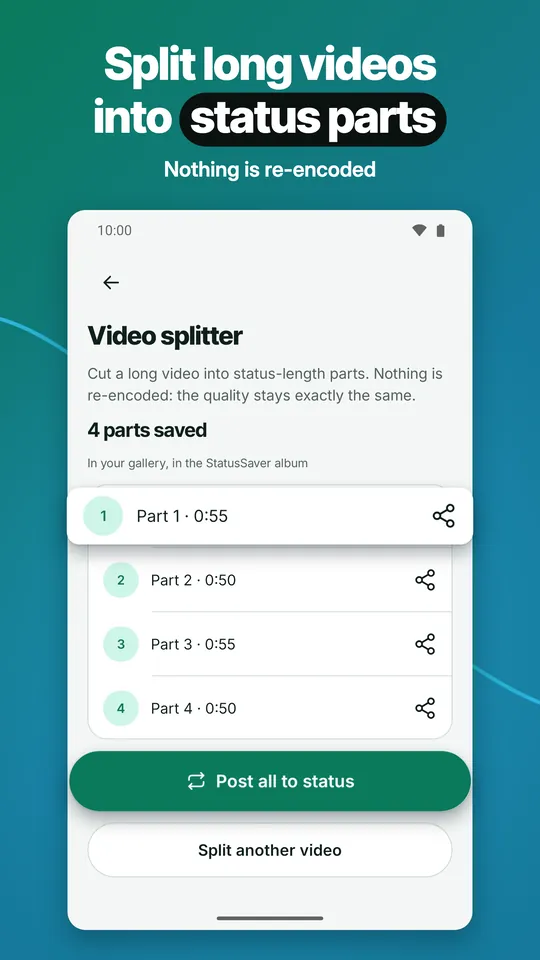 Split long videos
into status parts
Nothing is re-encoded
10:00
Video splitter
Cut a long video into status-length parts. Nothing is
re-encoded: the quality stays exactly the same.
4 parts saved
In your gallery, in the StatusSaver album
1 Part 1 · 0:55
2 Part 2 · 0:50
3 Part 3 · 0:55
4 Part 4 · 0:50
Post all to status
Split another video